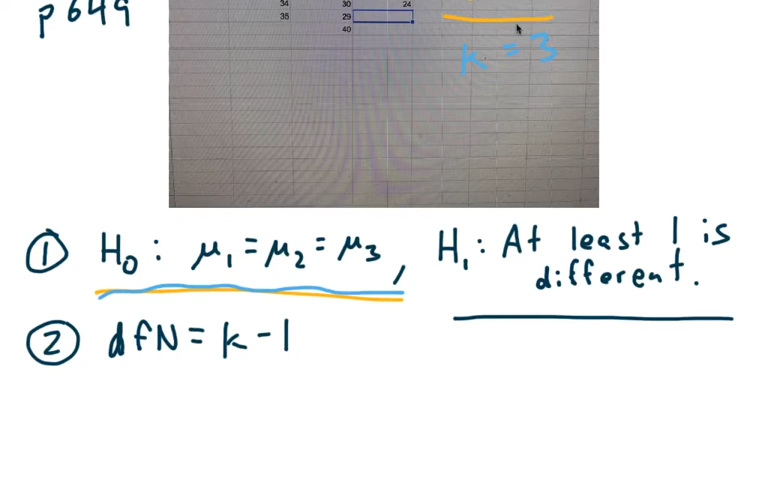 p649
34 30 24
35 29
40
k = 3
① H₀ : μ₁ = μ₂ = μ₃ , H₁ : At least 1 is
different.
② dfN = k - 1